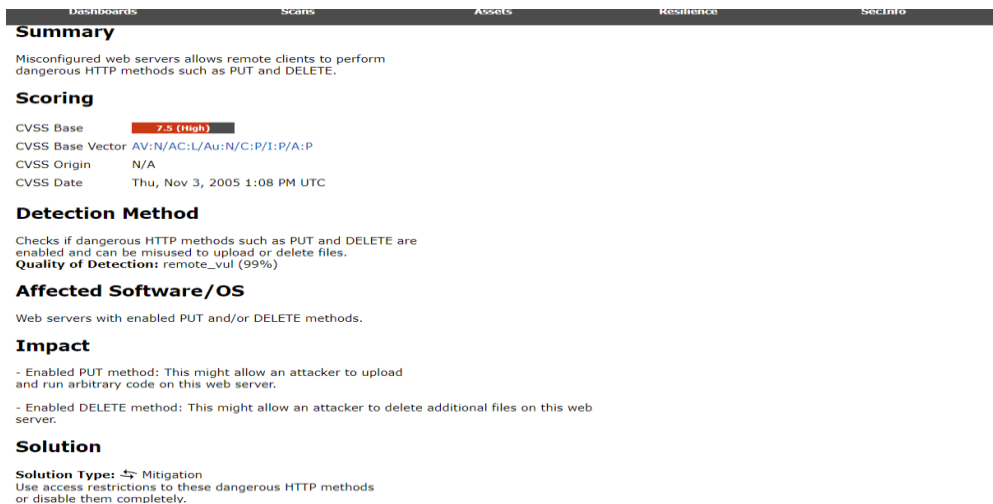 Dashboards Scans Assets Resilience SecInfo
Summary
Misconfigured web servers allows remote clients to perform
dangerous HTTP methods such as PUT and DELETE.
Scoring
CVSS Base 7.5 (High)
CVSS Base Vector AV:N/AC:L/Au:N/C:P/I:P/A:P
CVSS Origin N/A
CVSS Date Thu, Nov 3, 2005 1:08 PM UTC
Detection Method
Checks if dangerous HTTP methods such as PUT and DELETE are
enabled and can be misused to upload or delete files.
Quality of Detection: remote_vul (99%)
Affected Software/OS
Web servers with enabled PUT and/or DELETE methods.
Impact
- Enabled PUT method: This might allow an attacker to upload
and run arbitrary code on this web server.
- Enabled DELETE method: This might allow an attacker to delete additional files on this web
server.
Solution
Solution Type: Mitigation
Use access restrictions to these dangerous HTTP methods
or disable them completely.